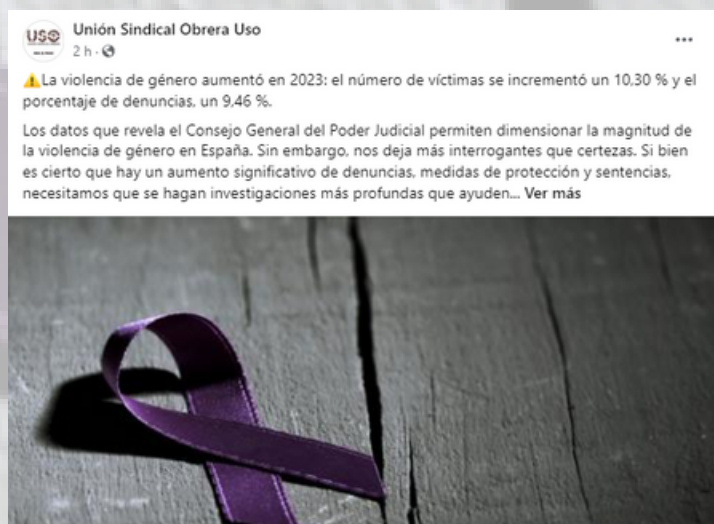 USO
Unión Sindical Obrera Uso
2 h ·
⚠️La violencia de género aumentó en 2023: el número de víctimas se incrementó un 10,30 % y el
porcentaje de denuncias, un 9,46 %.
Los datos que revela el Consejo General del Poder Judicial permiten dimensionar la magnitud de
la violencia de género en España. Sin embargo, nos deja más interrogantes que certezas. Si bien
es cierto que hay un aumento significativo de denuncias, medidas de protección y sentencias,
necesitamos que se hagan investigaciones más profundas que ayuden... Ver más